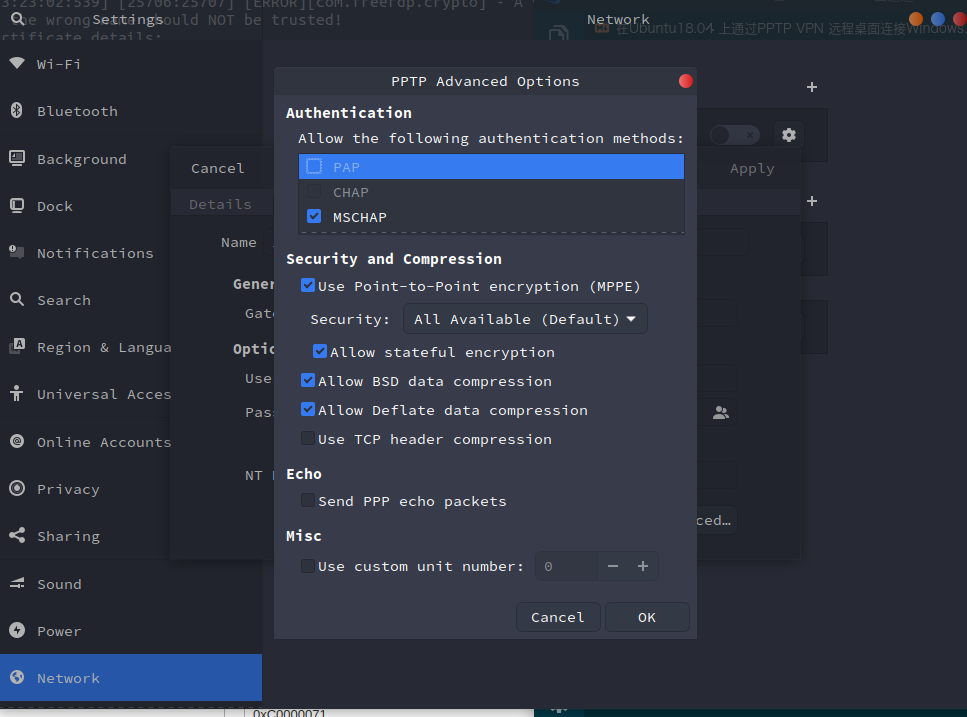 3:23:02:539] [25706:25707] [ERROR][com.freerdp.crypto] - A
Settings
Network
he wrong
should NOT be trusted!
在Ubuntu18.04 上通过PPTP VPN 远程桌面连接Windows.
rtificate details:
Wi-Fi
Bluetooth
Background
Dock
Notifications
Search
Region & Langua
Universal Acces
Online Accounts
Privacy
Sharing
Sound
Power
Network
Cancel
Apply
Details
Name
Gener
Gate
Optio
Use
Pass
NT
ced…
PPTP Advanced Options
Authentication
Allow the following authentication methods:
PAP
CHAP
MSCHAP
Security and Compression
Use Point-to-Point encryption (MPPE)
Security: All Available (Default)
Allow stateful encryption
Allow BSD data compression
Allow Deflate data compression
Use TCP header compression
Echo
Send PPP echo packets
Misc
Use custom unit number: 0 − +
Cancel OK
0xC0000071